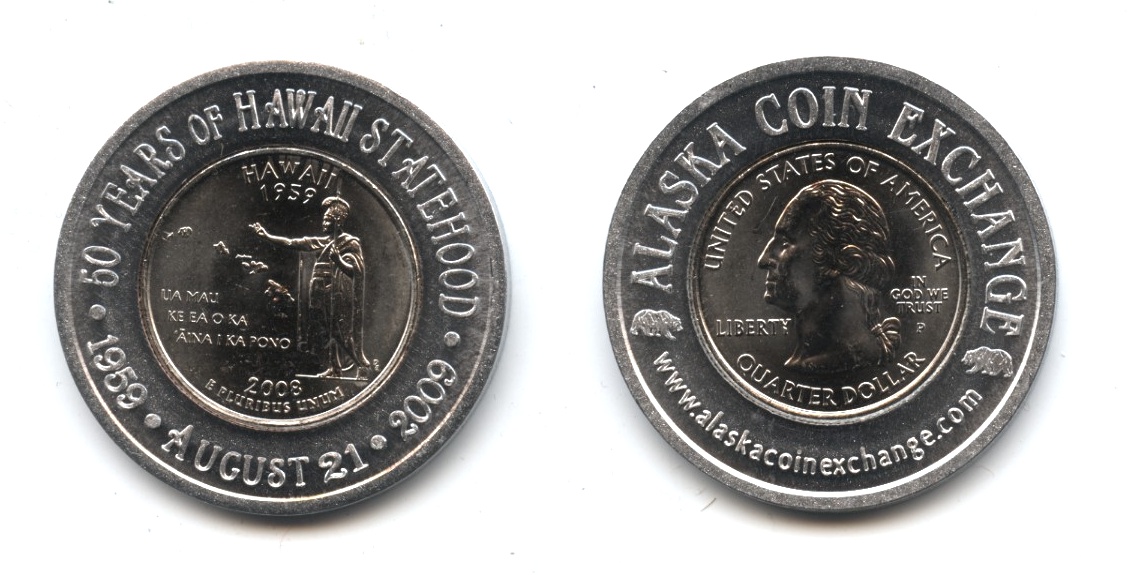 50 YEARS OF HAWAII STATEHOOD
• 1959 • AUGUST 21 • 2009 •
HAWAII
1959
UA MAU
KE EA O KA
ʻĀINA I KA PONO
2008
E PLURIBUS UNUM
ALASKA COIN EXCHANGE
www.alaskacoinexchange.com
UNITED STATES OF AMERICA
IN
GOD WE
TRUST
LIBERTY
P
QUARTER DOLLAR